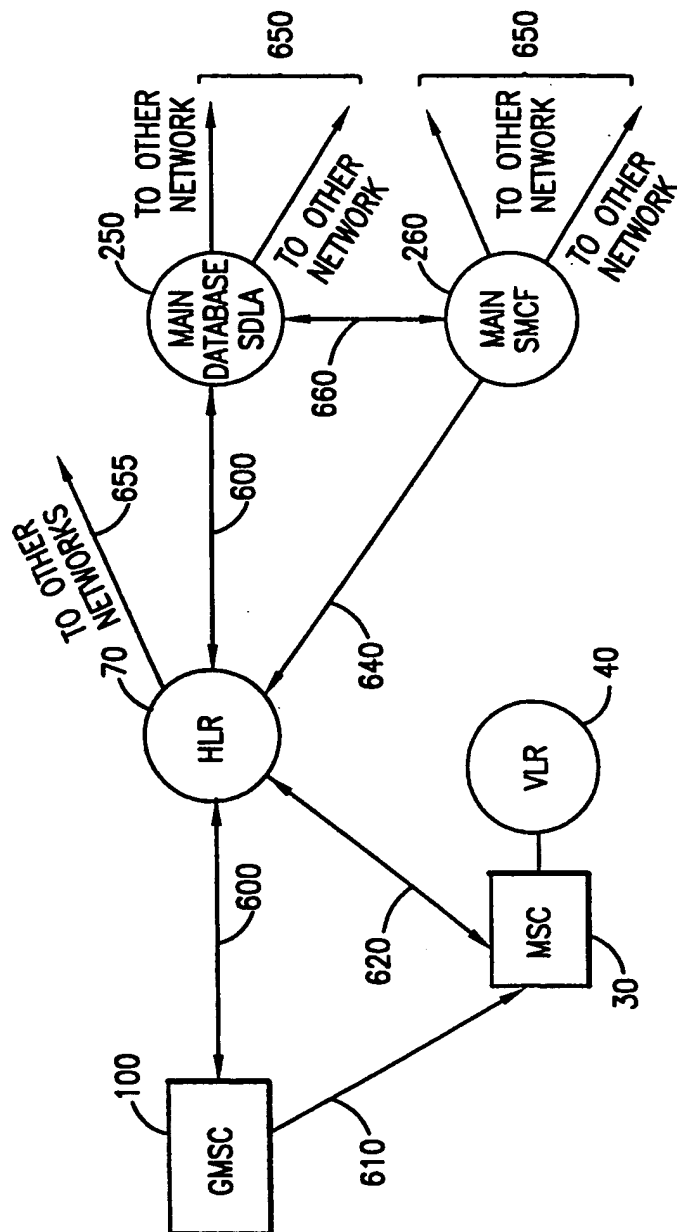 GMSC
100
610
600
620
MSC
30
VLR
40
HLR
70
TO OTHER
NETWORKS
655
600
640
MAIN
DATABASE
SDLA
250
660
MAIN
SMCF
260
TO OTHER
NETWORK
TO OTHER
NETWORK
650
TO OTHER
NETWORK
TO OTHER
NETWORK
650